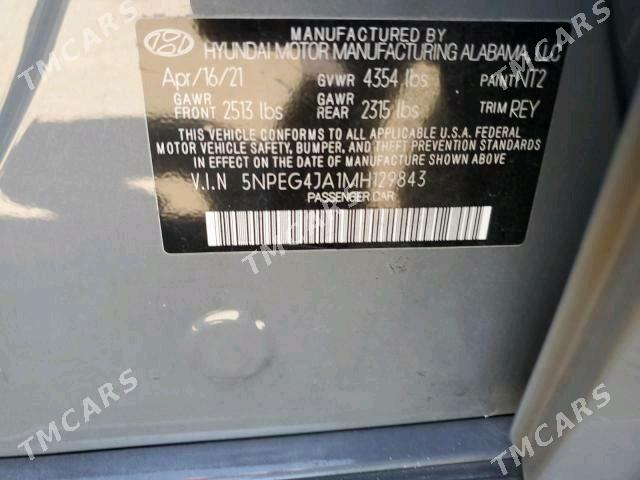 MANUFACTURED BY
HYUNDAI MOTOR MANUFACTURING ALABAMA, LLC
Apr/16/21 GVWR 4354 lbs PAINT NT2
GAWR FRONT 2513 lbs GAWR REAR 2315 lbs TRIM REY
THIS VEHICLE CONFORMS TO ALL APPLICABLE U.S.A. FEDERAL
MOTOR VEHICLE SAFETY, BUMPER, AND THEFT PREVENTION STANDARDS
IN EFFECT ON THE DATE OF MANUFACTURE SHOWN ABOVE
V.I.N 5NPEG4JA1MH129843
PASSENGER CAR
TMCARS
TMCARS
TMCARS
TMCARS
TMCARS
TMCARS
TMCARS
TMCARS
TMCARS